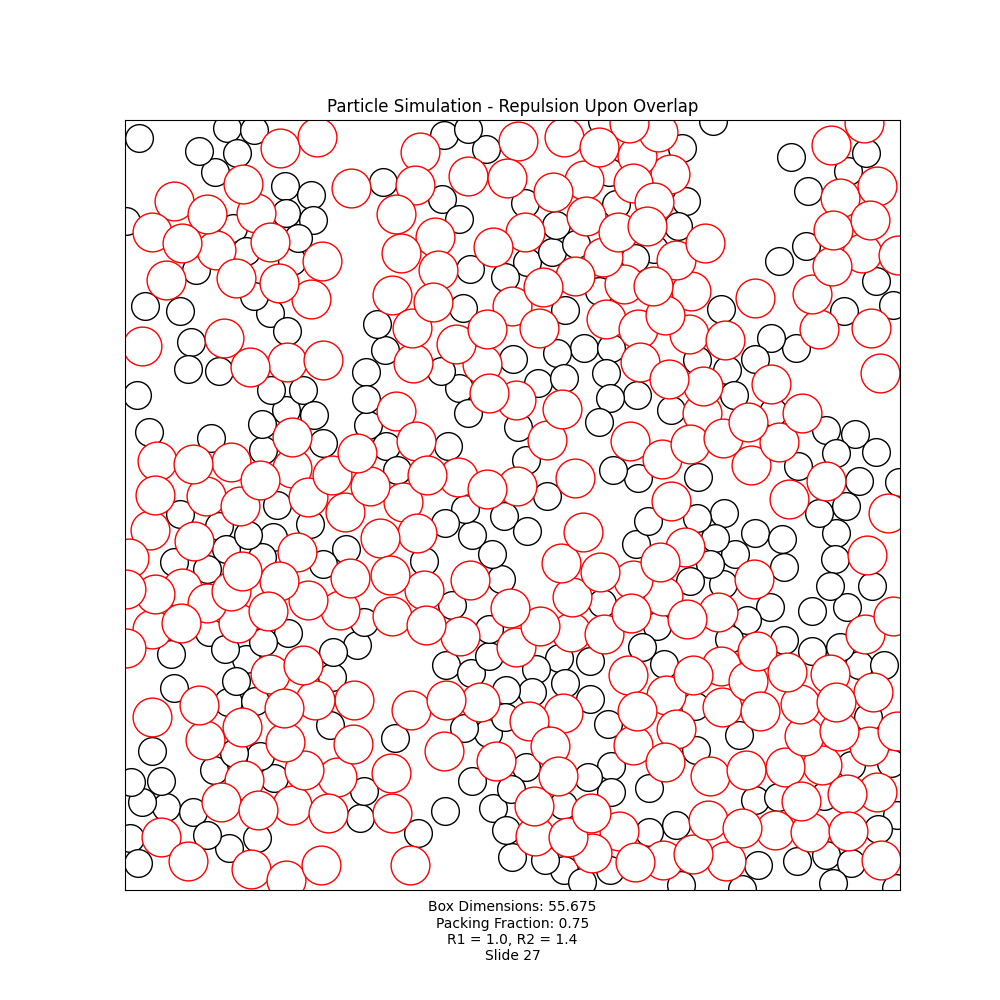 Particle Simulation - Repulsion Upon Overlap
Box Dimensions: 55.675
Packing Fraction: 0.75
R1 = 1.0, R2 = 1.4
Slide 27